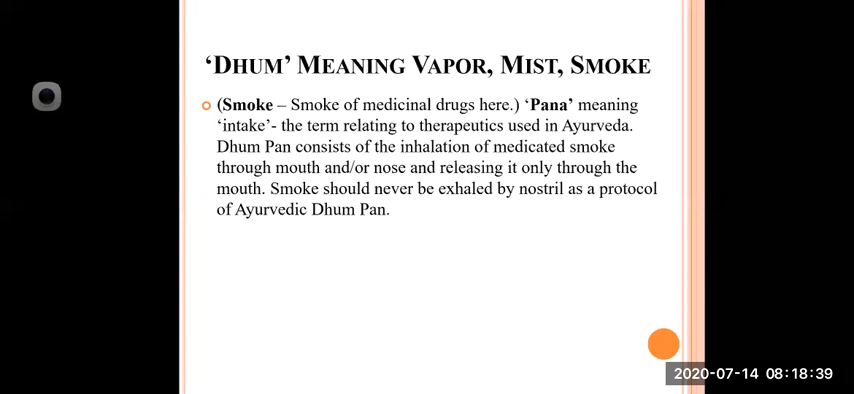 ‘Dhum’ Meaning Vapor, Mist, Smoke
(Smoke – Smoke of medicinal drugs here.) ‘Pana’ meaning
‘intake’- the term relating to therapeutics used in Ayurveda.
Dhum Pan consists of the inhalation of medicated smoke
through mouth and/or nose and releasing it only through the
mouth. Smoke should never be exhaled by nostril as a protocol
of Ayurvedic Dhum Pan.
2020-07-14 08:18:39